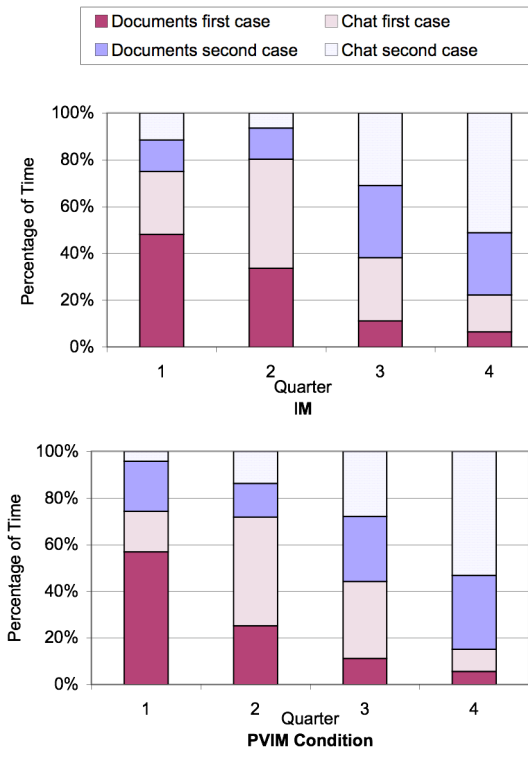 Documents first case Chat first case
Documents second case Chat second case
100%
80%
60%
40%
20%
0%
Percentage of Time
1 2 3 4
Quarter
IM
100%
80%
60%
40%
20%
0%
Percentage of Time
1 2 3 4
Quarter
PVIM Condition